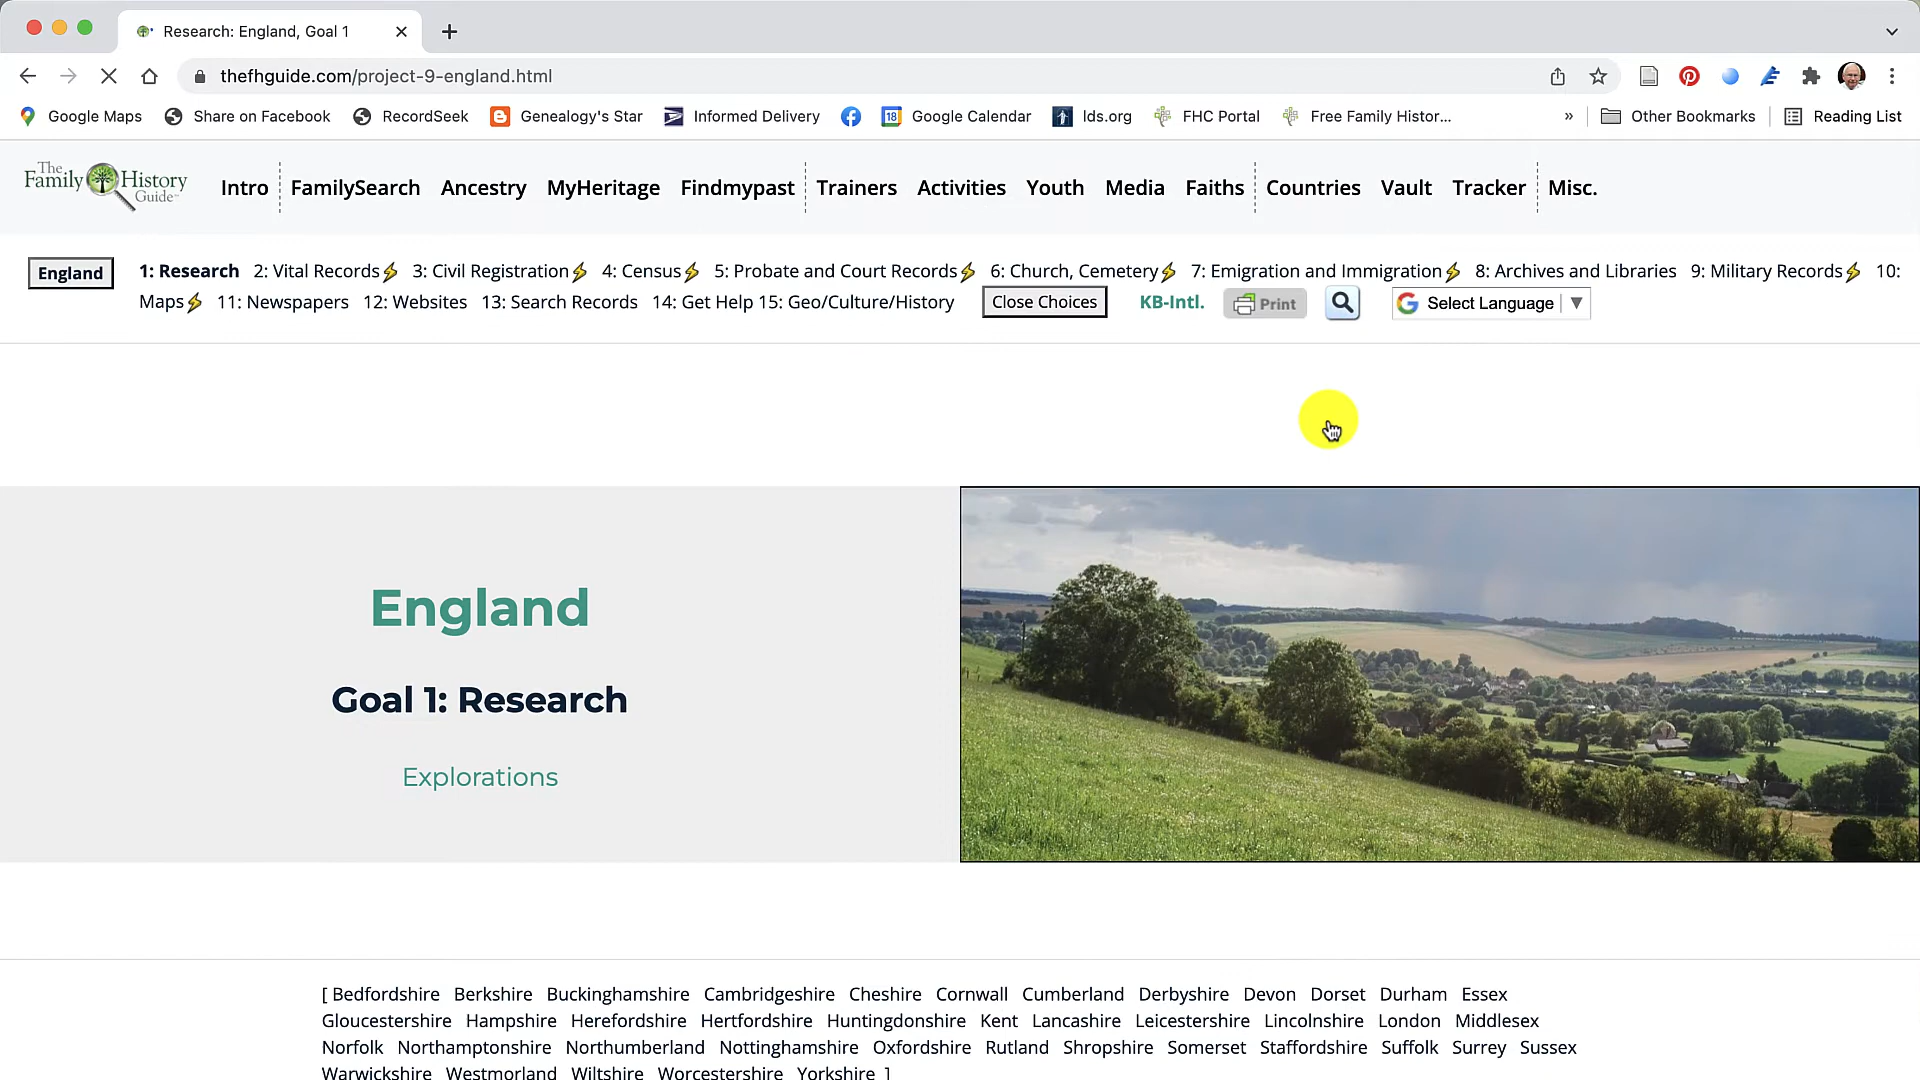 Research: England, Goal 1
thefhguide.com/project-9-england.html
Google Maps Share on Facebook RecordSeek Genealogy's Star Informed Delivery 18 Google Calendar lds.org FHC Portal Free Family Histor... » Other Bookmarks Reading List
The Family History Guide
Intro FamilySearch Ancestry MyHeritage Findmypast Trainers Activities Youth Media Faiths Countries Vault Tracker Misc.
England 1: Research 2: Vital Records 3: Civil Registration 4: Census 5: Probate and Court Records 6: Church, Cemetery 7: Emigration and Immigration 8: Archives and Libraries 9: Military Records 10:
Maps 11: Newspapers 12: Websites 13: Search Records 14: Get Help 15: Geo/Culture/History Close Choices KB-Intl. Print G Select Language ▼
England
Goal 1: Research
Explorations
[ Bedfordshire Berkshire Buckinghamshire Cambridgeshire Cheshire Cornwall Cumberland Derbyshire Devon Dorset Durham Essex
Gloucestershire Hampshire Herefordshire Hertfordshire Huntingdonshire Kent Lancashire Leicestershire Lincolnshire London Middlesex
Norfolk Northamptonshire Northumberland Nottinghamshire Oxfordshire Rutland Shropshire Somerset Staffordshire Suffolk Surrey Sussex
Warwickshire Westmorland Wiltshire Worcestershire Yorkshire ]